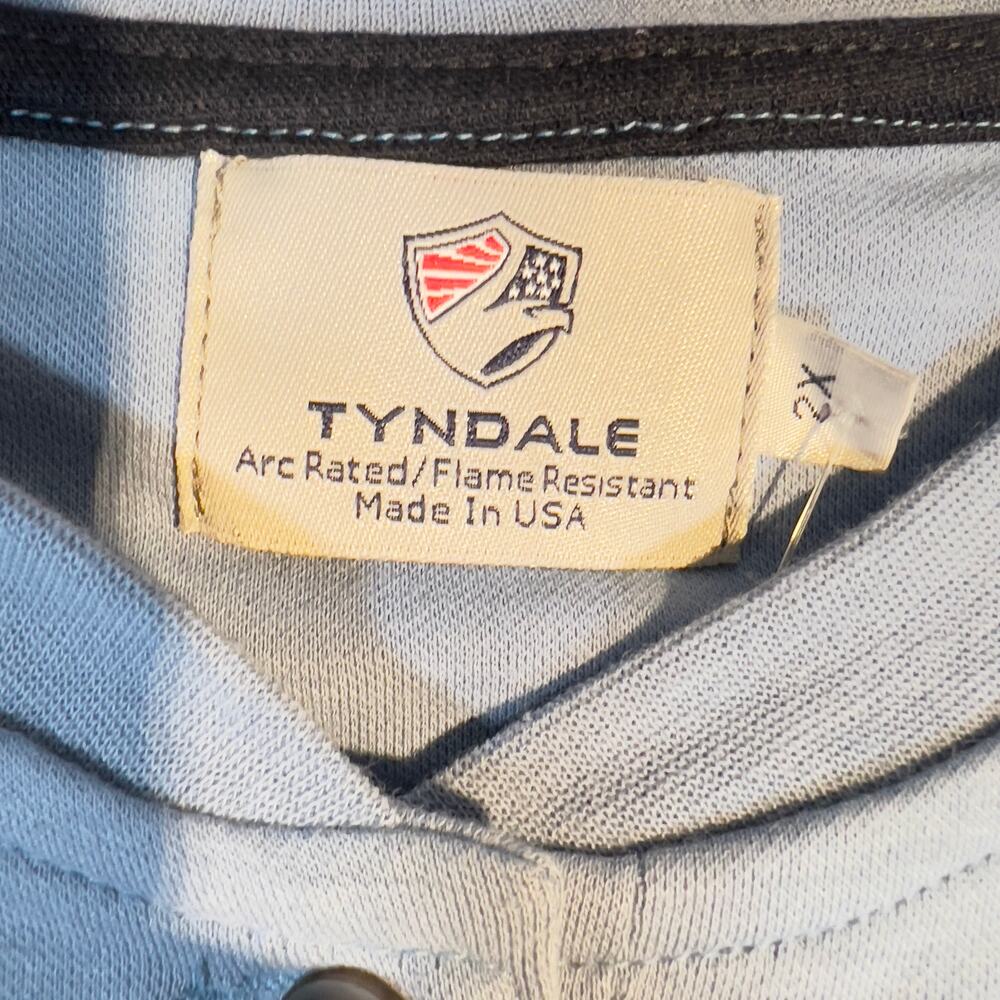 TYNDALE
Arc Rated/Flame Resistant
Made In USA
2X